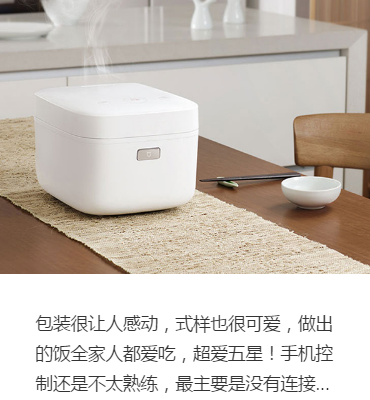 包装很让人感动，式样也很可爱，做出
的饭全家人都爱吃，超爱五星！手机控
制还是不太熟练，最主要是没有连接...